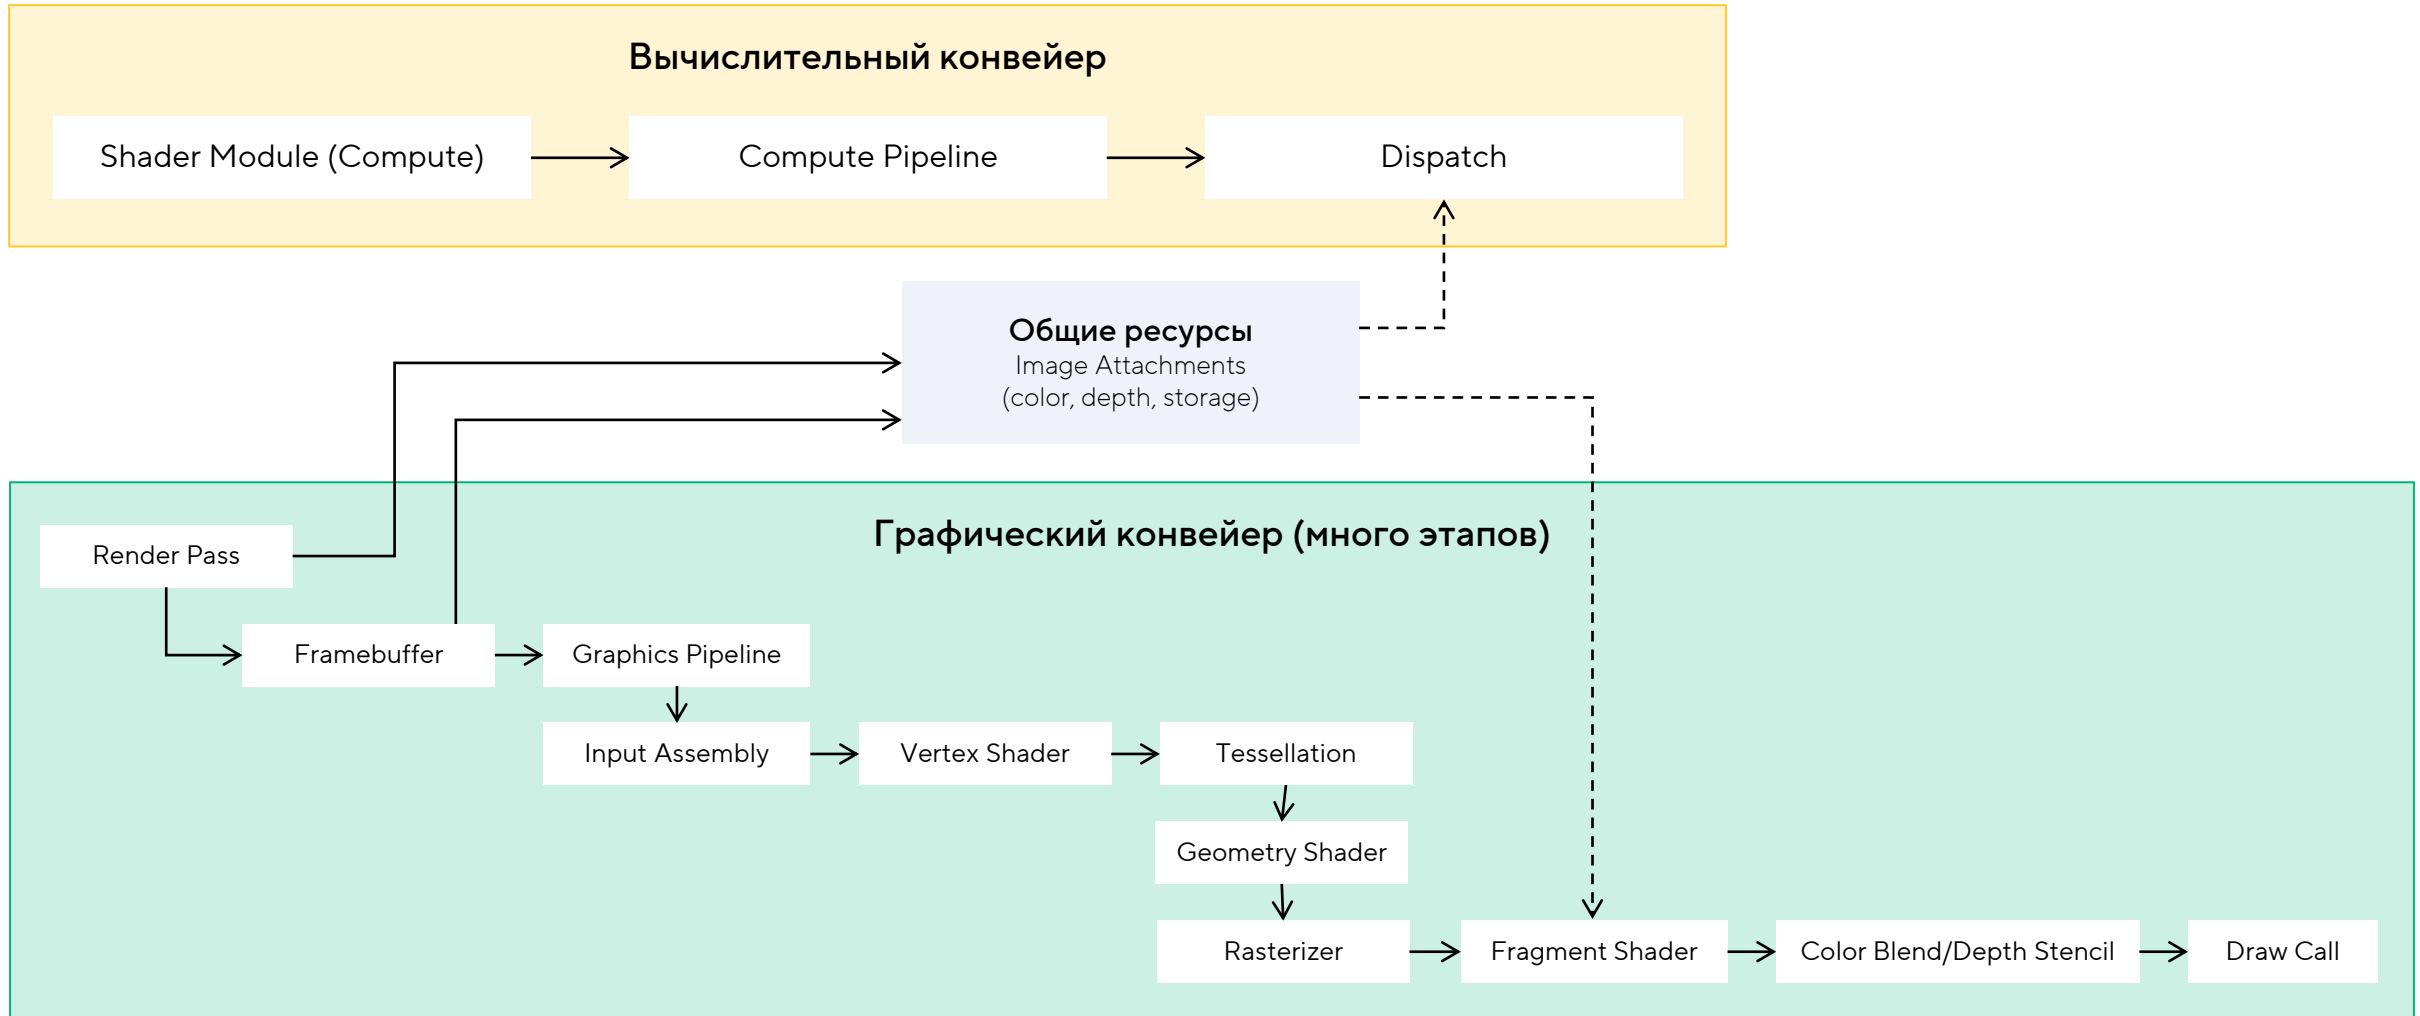 Вычислительный конвейер
Shader Module (Compute)
Compute Pipeline
Dispatch
Общие ресурсы
Image Attachments
(color, depth, storage)
Графический конвейер (много этапов)
Render Pass
Framebuffer
Graphics Pipeline
Input Assembly
Vertex Shader
Tessellation
Geometry Shader
Rasterizer
Fragment Shader
Color Blend/Depth Stencil
Draw Call